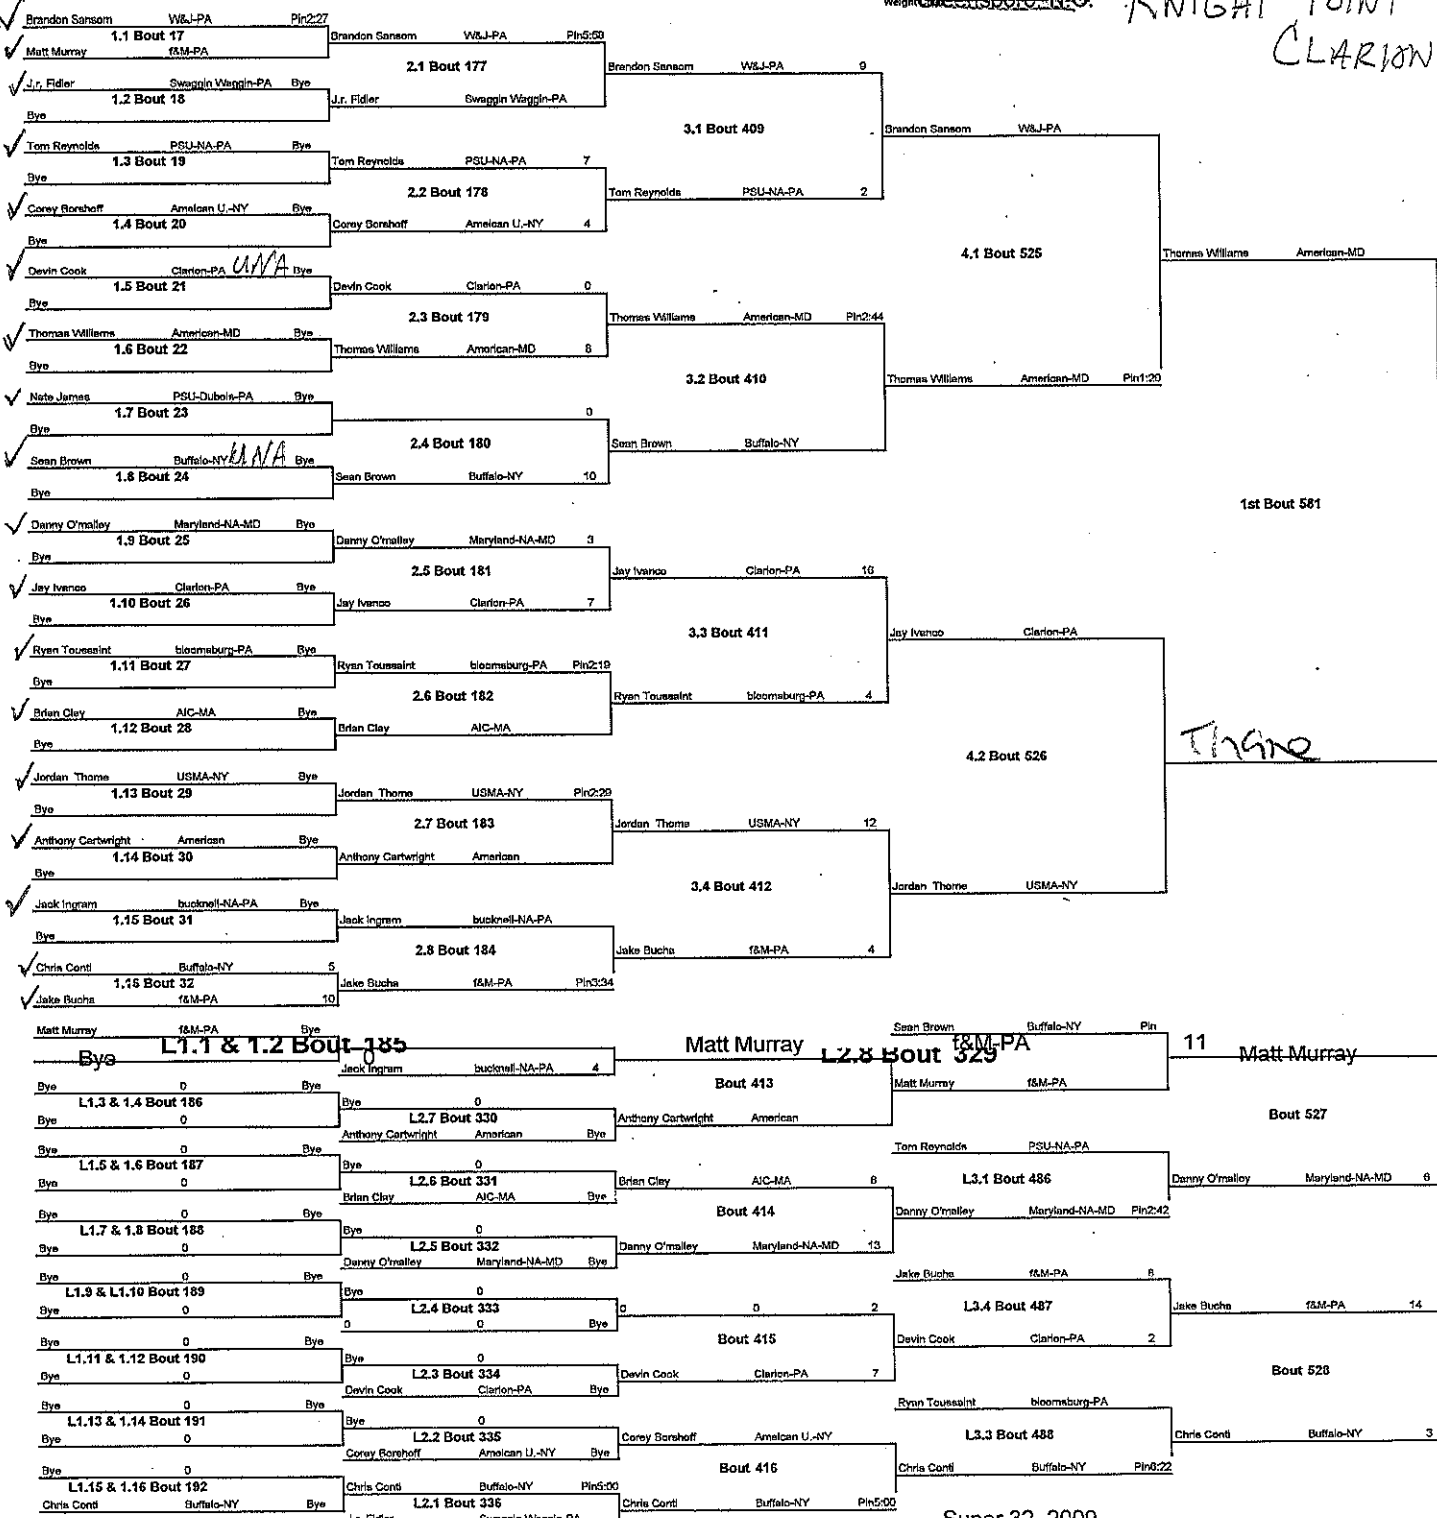 KNIGHT POINT
CLARION
Brandon Sansom W&J-PA Pin2:27
1.1 Bout 17
Matt Murray f&M-PA
J.r. Fidler Swaggin Waggin-PA Bye
1.2 Bout 18
Bye
Tom Reynolds PSU-NA-PA Bye
1.3 Bout 19
Bye
Corey Borshoff Ameican U.-NY Bye
1.4 Bout 20
Bye
Devin Cook Clarion-PA UNA Bye
1.5 Bout 21
Bye
Thomas Williams American-MD Bye
1.6 Bout 22
Bye
Nate James PSU-Dubois-PA Bye
1.7 Bout 23
Bye
Sean Brown Buffalo-NY UNA Bye
1.8 Bout 24
Bye
Danny O'malley Maryland-NA-MD Bye
1.9 Bout 25
Bye
Jay Ivanco Clarion-PA Bye
1.10 Bout 26
Bye
Ryan Toussaint bloomsburg-PA Bye
1.11 Bout 27
Bye
Brian Clay AIC-MA Bye
1.12 Bout 28
Bye
Jordan Thome USMA-NY Bye
1.13 Bout 29
Bye
Anthony Cartwright American Bye
1.14 Bout 30
Bye
Jack Ingram bucknell-NA-PA Bye
1.15 Bout 31
Bye
Chris Conti Buffalo-NY 5
1.16 Bout 32
Jake Bucha f&M-PA 10
Brandon Sansom W&J-PA Pin5:58
2.1 Bout 177
J.r. Fidler Swaggin Waggin-PA
Tom Reynolds PSU-NA-PA 7
2.2 Bout 178
Corey Borshoff Ameican U.-NY 4
Devin Cook Clarion-PA 0
2.3 Bout 179
Thomas Williams American-MD 8
0
2.4 Bout 180
Sean Brown Buffalo-NY 10
Danny O'malley Maryland-NA-MD 3
2.5 Bout 181
Jay Ivanco Clarion-PA 7
Ryan Toussaint bloomsburg-PA Pin2:19
2.6 Bout 182
Brian Clay AIC-MA
Jordan Thome USMA-NY Pin2:29
2.7 Bout 183
Anthony Cartwright American
Jack Ingram bucknell-NA-PA
2.8 Bout 184
Jake Bucha f&M-PA Pin3:34
Brandon Sansom W&J-PA 9
3.1 Bout 409
Tom Reynolds PSU-NA-PA 2
Thomas Williams American-MD Pin2:44
3.2 Bout 410
Sean Brown Buffalo-NY
Jay Ivanco Clarion-PA 16
3.3 Bout 411
Ryan Toussaint bloomsburg-PA 4
Jordan Thome USMA-NY 12
3.4 Bout 412
Jake Bucha f&M-PA 4
Brandon Sansom W&J-PA
4.1 Bout 525
Thomas Williams American-MD Pin1:29
Jay Ivanco Clarion-PA
4.2 Bout 526
Jordan Thome USMA-NY
Thomas Williams American-MD
1st Bout 581
Matt Murray f&M-PA Bye
L1.1 & 1.2 Bout 185
Bye 0
Bye 0 Bye
L1.3 & 1.4 Bout 186
Bye 0
Bye 0 Bye
L1.5 & 1.6 Bout 187
Bye 0
Bye 0 Bye
L1.7 & 1.8 Bout 188
Bye 0
Bye 0 Bye
L1.9 & L1.10 Bout 189
Bye 0
Bye 0 Bye
L1.11 & 1.12 Bout 190
Bye 0
Bye 0 Bye
L1.13 & 1.14 Bout 191
Bye 0
Bye 0
L1.15 & 1.16 Bout 192
Chris Conti Buffalo-NY Bye
Matt Murray f&M-PA 11
L2.8 Bout 329
Jack Ingram bucknell-NA-PA 4
Bye 0
L2.7 Bout 330
Anthony Cartwright American Bye
Bye 0
L2.6 Bout 331
Brian Clay AIC-MA Bye
Bye 0
L2.5 Bout 332
Danny O'malley Maryland-NA-MD Bye
Bye 0
L2.4 Bout 333
0 0 Bye
Bye 0
L2.3 Bout 334
Devin Cook Clarion-PA Bye
Bye 0
L2.2 Bout 335
Corey Borshoff Ameican U.-NY Bye
Chris Conti Buffalo-NY Pin5:00
L2.1 Bout 336
Bout 413
Anthony Cartwright American
Brian Clay AIC-MA 8
Bout 414
Danny O'malley Maryland-NA-MD 13
0 0 2
Bout 415
Devin Cook Clarion-PA 7
Corey Borshoff Ameican U.-NY
Bout 416
Chris Conti Buffalo-NY Pin5:00
Sean Brown Buffalo-NY Pin
Matt Murray
Matt Murray f&M-PA
Tom Reynolds PSU-NA-PA
L3.1 Bout 486
Danny O'malley Maryland-NA-MD Pin2:42
Jake Bucha f&M-PA 8
L3.4 Bout 487
Devin Cook Clarion-PA 2
Ryan Toussaint bloomsburg-PA
L3.3 Bout 488
Chris Conti Buffalo-NY Pin6:22
Bout 527
Danny O'malley Maryland-NA-MD 6
Jake Bucha f&M-PA 14
Bout 528
Chris Conti Buffalo-NY 3
Super 32 2009